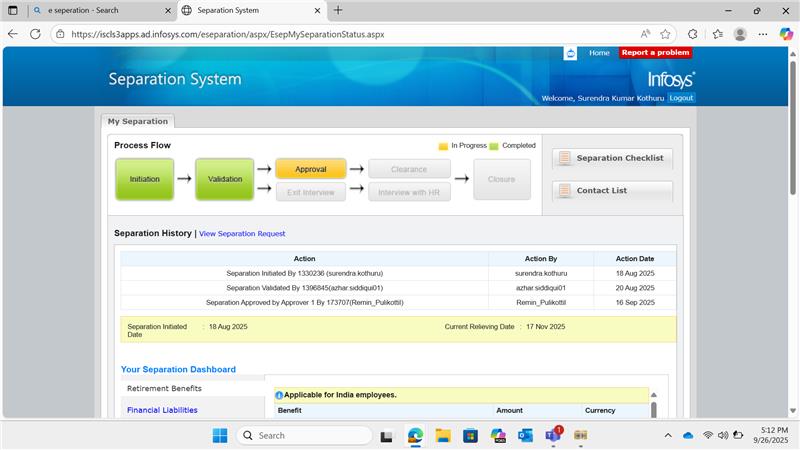 e seperation - Search
Separation System
https://iscls3apps.ad.infosys.com/eseparation/aspx/EsepMySeparationStatus.aspx
Home Report a problem
Separation System
Infosys
Welcome, Surendra Kumar Kothuru Logout
My Separation
Process Flow
In Progress Completed
Initiation Validation Approval Clearance Closure
Exit Interview Interview with HR
Separation Checklist
Contact List
Separation History | View Separation Request
Action Action By Action Date
Separation Initiated By 1330236 (surendra.kothuru) surendra.kothuru 18 Aug 2025
Separation Validated By 1396845(azhar.siddiqui01) azhar.siddiqui01 20 Aug 2025
Separation Approved by Approver 1 By 173707(Remin_Pulikottil) Remin_Pulikottil 16 Sep 2025
Separation Initiated Date : 18 Aug 2025 Current Relieving Date : 17 Nov 2025
Your Separation Dashboard
Retirement Benefits
Financial Liabilities
Applicable for India employees.
Benefit Amount Currency
Search
1
5:12 PM
9/26/2025